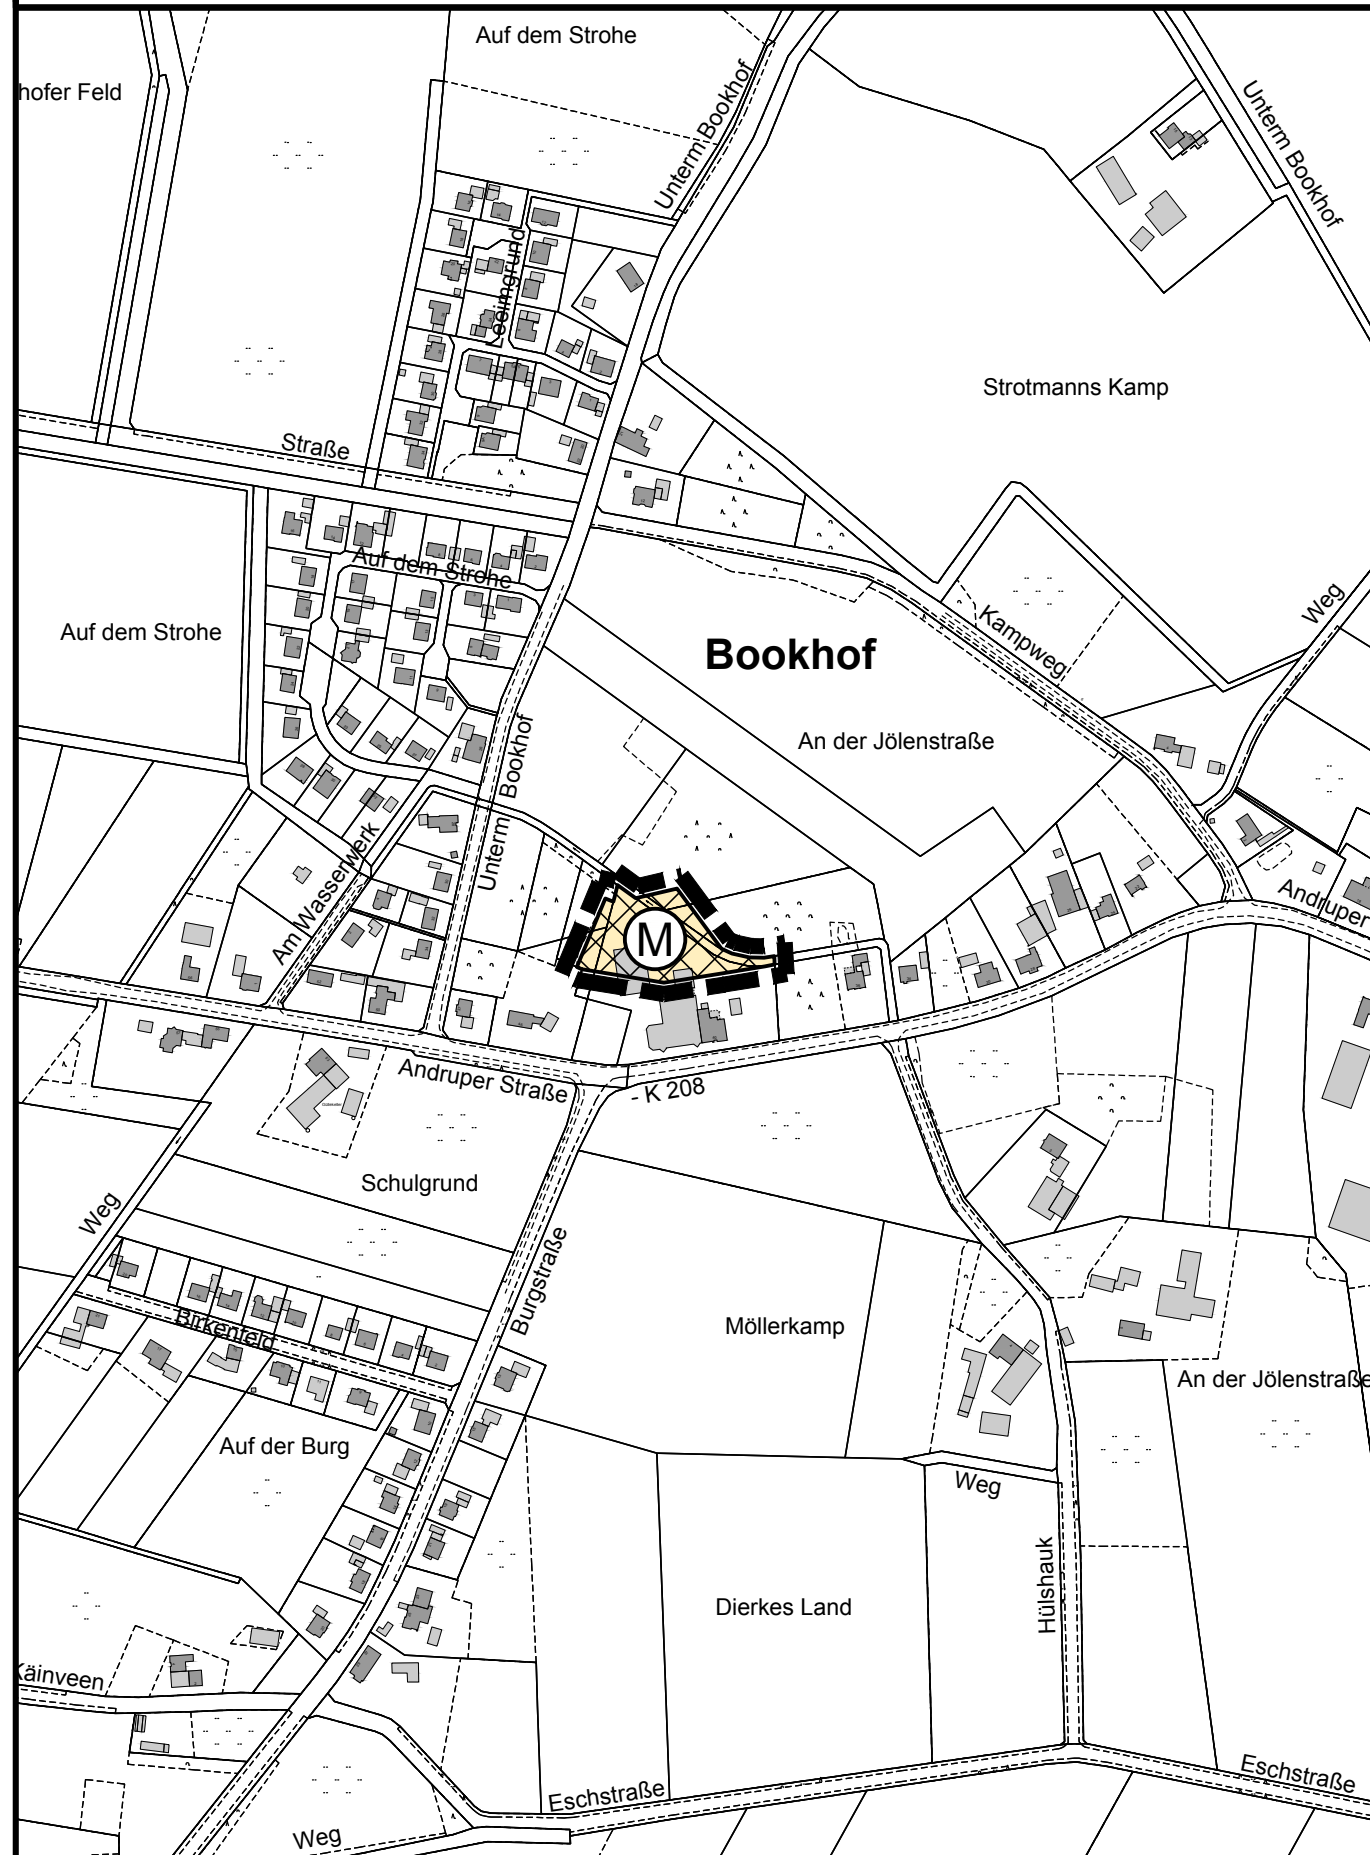 Auf dem Strohe
hofer Feld
Unterm Bookhof
Unterm Bookhof
Leeimgrund
Strotmanns Kamp
Straße
Auf dem Strohe
Auf dem Strohe
Bookhof
Kampweg
Weg
An der Jölenstraße
Unterm Bookhof
Am Wasserwerk
Andruper
M
Andruper Straße - K 208
Schulgrund
Weg
Burgstraße
Birkenfeld
Möllerkamp
An der Jölenstraße
Auf der Burg
Weg
Hülshauk
Dierkes Land
Käinveen
Eschstraße
Eschstraße
Weg